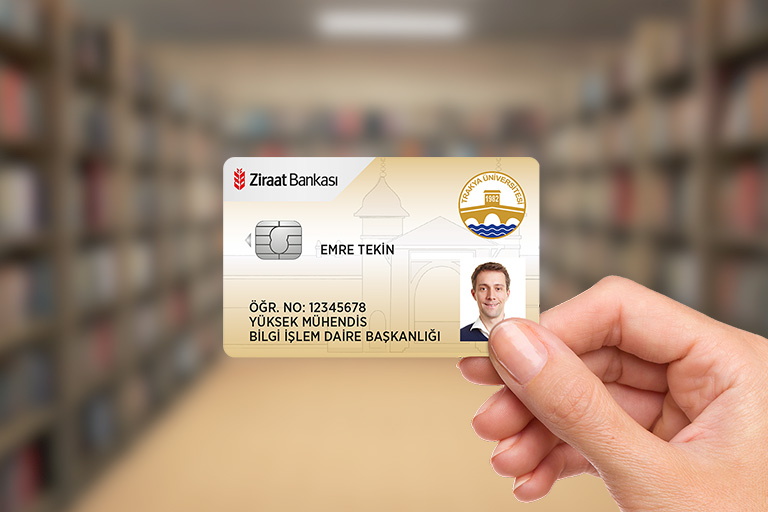 Ziraat Bankası
TRAKYA ÜNİVERSİTESİ
1982
EMRE TEKİN
ÖĞR. NO: 12345678
YÜKSEK MÜHENDİS
BİLGİ İŞLEM DAİRE BAŞKANLIĞI